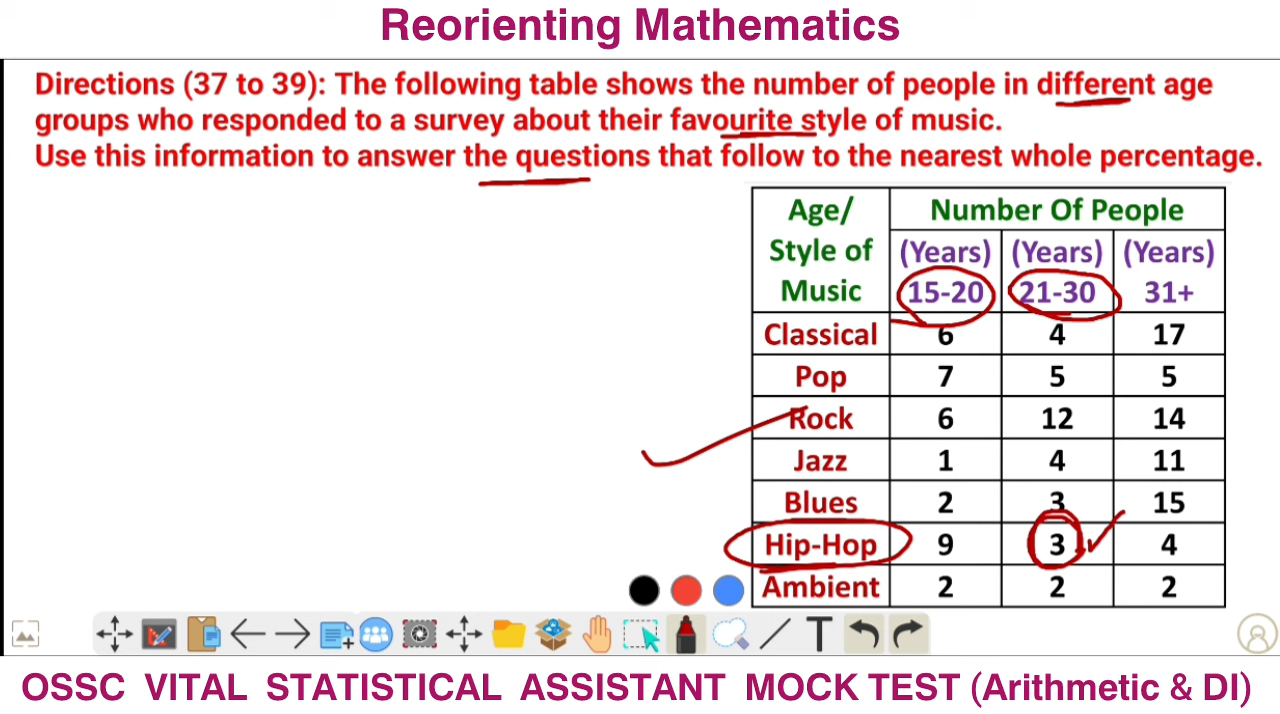 Reorienting Mathematics
Directions (37 to 39): The following table shows the number of people in different age
groups who responded to a survey about their favourite style of music.
Use this information to answer the questions that follow to the nearest whole percentage.
Age/ Number Of People
Style of (Years) (Years) (Years)
Music 15-20 21-30 31+
Classical 6 4 17
Pop 7 5 5
Rock 6 12 14
Jazz 1 4 11
Blues 2 3 15
Hip-Hop 9 3 4
Ambient 2 2 2
T
OSSC VITAL STATISTICAL ASSISTANT MOCK TEST (Arithmetic & DI)